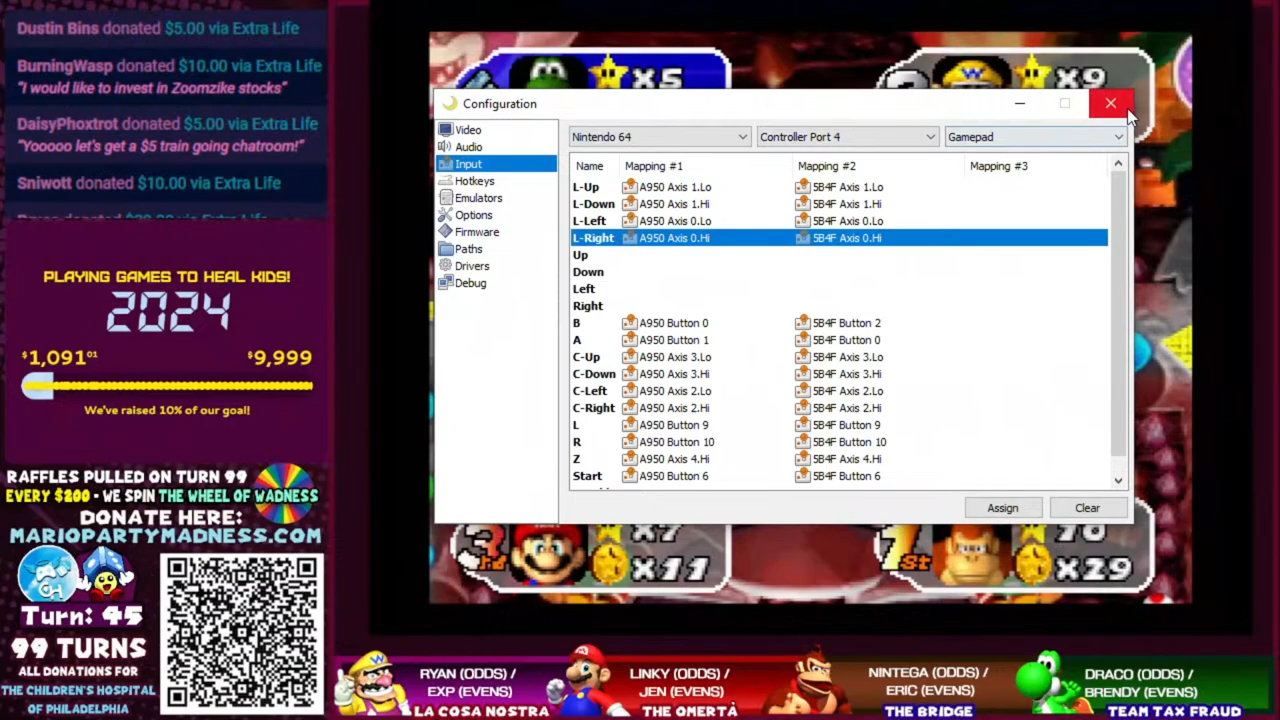 Dustin Bins donated $5.00 via Extra Life
BurningWasp donated $10.00 via Extra Life
"I would like to invest in Zoomzike stocks"
DaisyPhoxtrot donated $5.00 via Extra Life
"Yooooo let's get a $5 train going chatroom!"
Sniwott donated $10.00 via Extra Life
PLAYING GAMES TO HEAL KIDS!
2024
$1,091.01 $9,999
We've raised 10% of our goal!
RAFFLES PULLED ON TURN 99
EVERY $200 - WE SPIN THE WHEEL OF WADNESS
DONATE HERE:
MARIOPARTYMADNESS.COM
CH
Turn: 45
99 TURNS
ALL DONATIONS FOR
THE CHILDREN'S HOSPITAL
OF PHILADELPHIA
X5
X9
Configuration
Video
Audio
Input
Hotkeys
Emulators
Options
Firmware
Paths
Drivers
Debug
Nintendo 64 Controller Port 4 Gamepad
Name Mapping #1 Mapping #2 Mapping #3
L-Up A950 Axis 1.Lo 5B4F Axis 1.Lo
L-Down A950 Axis 1.Hi 5B4F Axis 1.Hi
L-Left A950 Axis 0.Lo 5B4F Axis 0.Lo
L-Right A950 Axis 0.Hi 5B4F Axis 0.Hi
Up
Down
Left
Right
B A950 Button 0 5B4F Button 2
A A950 Button 1 5B4F Button 0
C-Up A950 Axis 3.Lo 5B4F Axis 3.Lo
C-Down A950 Axis 3.Hi 5B4F Axis 3.Hi
C-Left A950 Axis 2.Lo 5B4F Axis 2.Lo
C-Right A950 Axis 2.Hi 5B4F Axis 2.Hi
L A950 Button 9 5B4F Button 9
R A950 Button 10 5B4F Button 10
Z A950 Axis 4.Hi 5B4F Axis 4.Hi
Start A950 Button 6 5B4F Button 6
Assign Clear
3rd X7
X11
1st
X29
RYAN (ODDS) /
EXP (EVENS)
LA COSA NOSTRA
LINKY (ODDS) /
JEN (EVENS)
THE OMERTÀ
NINTEGA (ODDS) /
ERIC (EVENS)
THE BRIDGE
DRACO (ODDS) /
BRENDY (EVENS)
TEAM TAX FRAUD